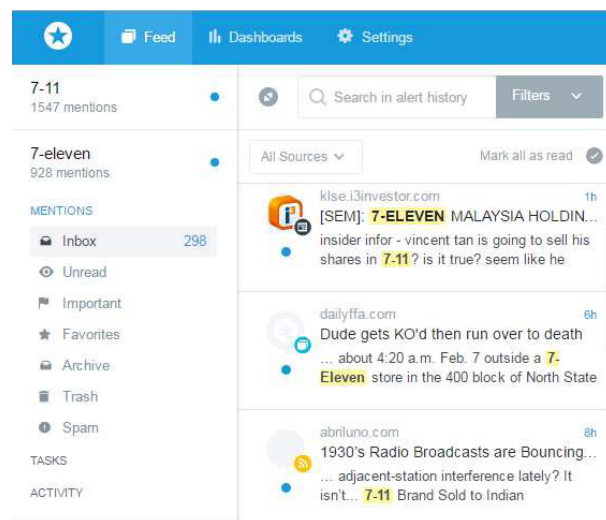 Feed
Dashboards
Settings
7-11
1547 mentions
7-eleven
928 mentions
MENTIONS
Inbox 298
Unread
Important
Favorites
Archive
Trash
Spam
TASKS
ACTIVITY
Search in alert history
Filters
All Sources
Mark all as read
klse.i3investor.com 1h
[SEM]: 7-ELEVEN MALAYSIA HOLDIN...
insider infor - vincent tan is going to sell his
shares in 7-11? is it true? seem like he
dailyffa.com 6h
Dude gets KO'd then run over to death
... about 4:20 a.m. Feb. 7 outside a 7-
Eleven store in the 400 block of North State
abriluno.com 8h
1930's Radio Broadcasts are Bouncing...
... adjacent-station interference lately? It
isn't... 7-11 Brand Sold to Indian